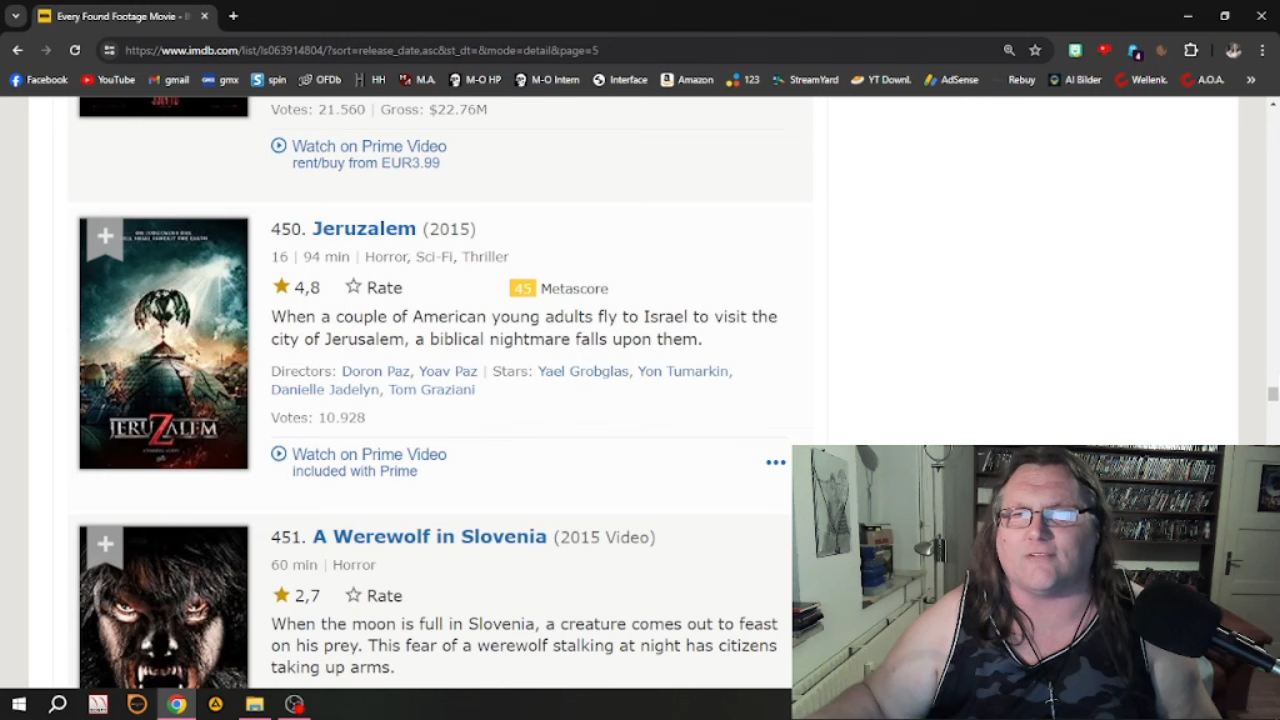 Every Found Footage Movie - I
https://www.imdb.com/list/ls063914804/?sort=release_date,asc&st_dt=&mode=detail&page=5
Facebook YouTube gmail gmx spin OFDb HH M.A. M-O HP M-O Intern Interface Amazon 123 StreamYard YT Downl. AdSense Rebuy AI Bilder Wellenk. A.O.A. »
Votes: 21.560 | Gross: $22.76M
Watch on Prime Video
rent/buy from EUR3.99
450. Jeruzalem (2015)
16 | 94 min | Horror, Sci-Fi, Thriller
4,8 Rate 45 Metascore
When a couple of American young adults fly to Israel to visit the
city of Jerusalem, a biblical nightmare falls upon them.
Directors: Doron Paz, Yoav Paz | Stars: Yael Grobglas, Yon Tumarkin,
Danielle Jadelyn, Tom Graziani
Votes: 10.928
JERUZALEM
Watch on Prime Video
included with Prime
451. A Werewolf in Slovenia (2015 Video)
60 min | Horror
2,7 Rate
When the moon is full in Slovenia, a creature comes out to feast
on his prey. This fear of a werewolf stalking at night has citizens
taking up arms.